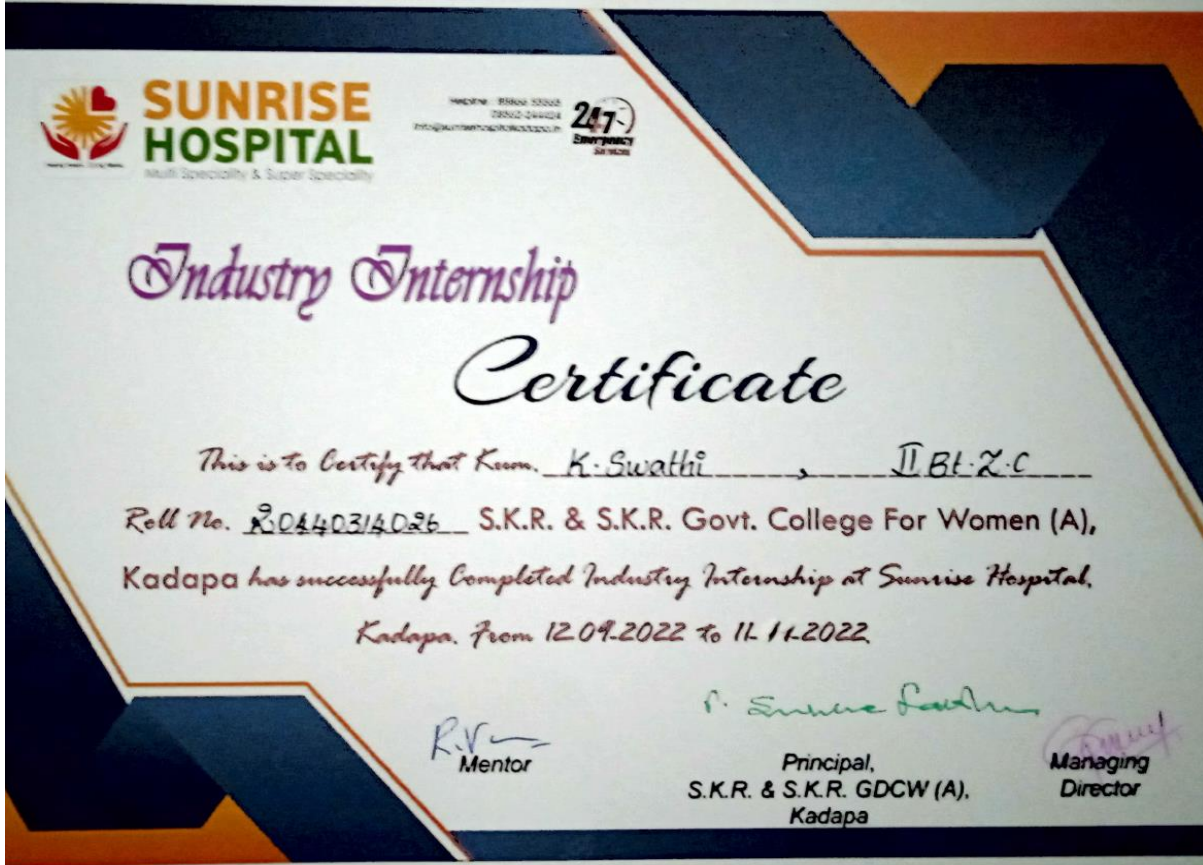 SUNRISE
HOSPITAL
Multi Speciality & Super Speciality
24/7
Emergency
Services
Industry Internship
Certificate
This is to Certify that Kum. K. Swathi, II Bt.Z.C
Roll No. S.K.R. & S.K.R. Govt. College For Women (A),
Kadapa has successfully Completed Industry Internship at Sunrise Hospital,
Kadapa. From 12.09.2022 to 11.11.2022.
Mentor
Principal,
S.K.R. & S.K.R. GDCW (A),
Kadapa
Managing
Director